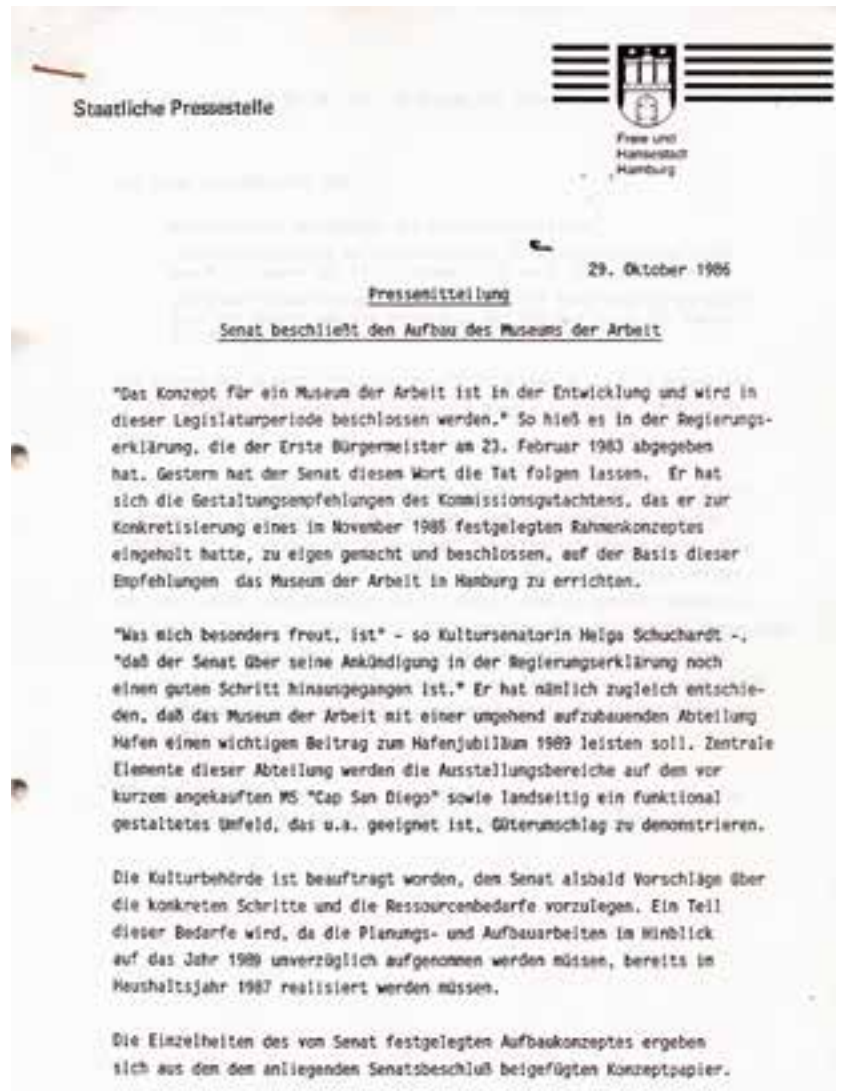 Staatliche Pressestelle
Freie und
Hansestadt
Hamburg
29. Oktober 1986
Pressemitteilung
Senat beschließt den Aufbau des Museums der Arbeit
"Das Konzept für ein Museum der Arbeit ist in der Entwicklung und wird in
dieser Legislaturperiode beschlossen werden." So hieß es in der Regierungs-
erklärung, die der Erste Bürgermeister am 23. Februar 1983 abgegeben
hat. Gestern hat der Senat diesem Wort die Tat folgen lassen. Er hat
sich die Gestaltungsempfehlungen des Kommissionsgutachtens, das er zur
Konkretisierung eines im November 1985 festgelegten Rahmenkonzeptes
eingeholt hatte, zu eigen gemacht und beschlossen, auf der Basis dieser
Empfehlungen das Museum der Arbeit in Hamburg zu errichten.
"Was mich besonders freut, ist" - so Kultursenatorin Helga Schuchardt -,
"daß der Senat über seine Ankündigung in der Regierungserklärung noch
einen guten Schritt hinausgegangen ist." Er hat nämlich zugleich entschie-
den, daß das Museum der Arbeit mit einer umgehend aufzubauenden Abteilung
Hafen einen wichtigen Beitrag zum Hafenjubiläum 1989 leisten soll. Zentrale
Elemente dieser Abteilung werden die Ausstellungsbereiche auf dem vor
kurzem angekauften MS "Cap San Diego" sowie landseitig ein funktional
gestaltetes Umfeld, das u.a. geeignet ist, Güterumschlag zu demonstrieren.
Die Kulturbehörde ist beauftragt worden, dem Senat alsbald Vorschläge über
die konkreten Schritte und die Ressourcenbedarfe vorzulegen. Ein Teil
dieser Bedarfe wird, da die Planungs- und Aufbauarbeiten im Hinblick
auf das Jahr 1989 unverzüglich aufgenommen werden müssen, bereits im
Haushaltsjahr 1987 realisiert werden müssen.
Die Einzelheiten des vom Senat festgelegten Aufbaukonzeptes ergeben
sich aus dem dem anliegenden Senatsbeschluß beigefügten Konzeptpapier.